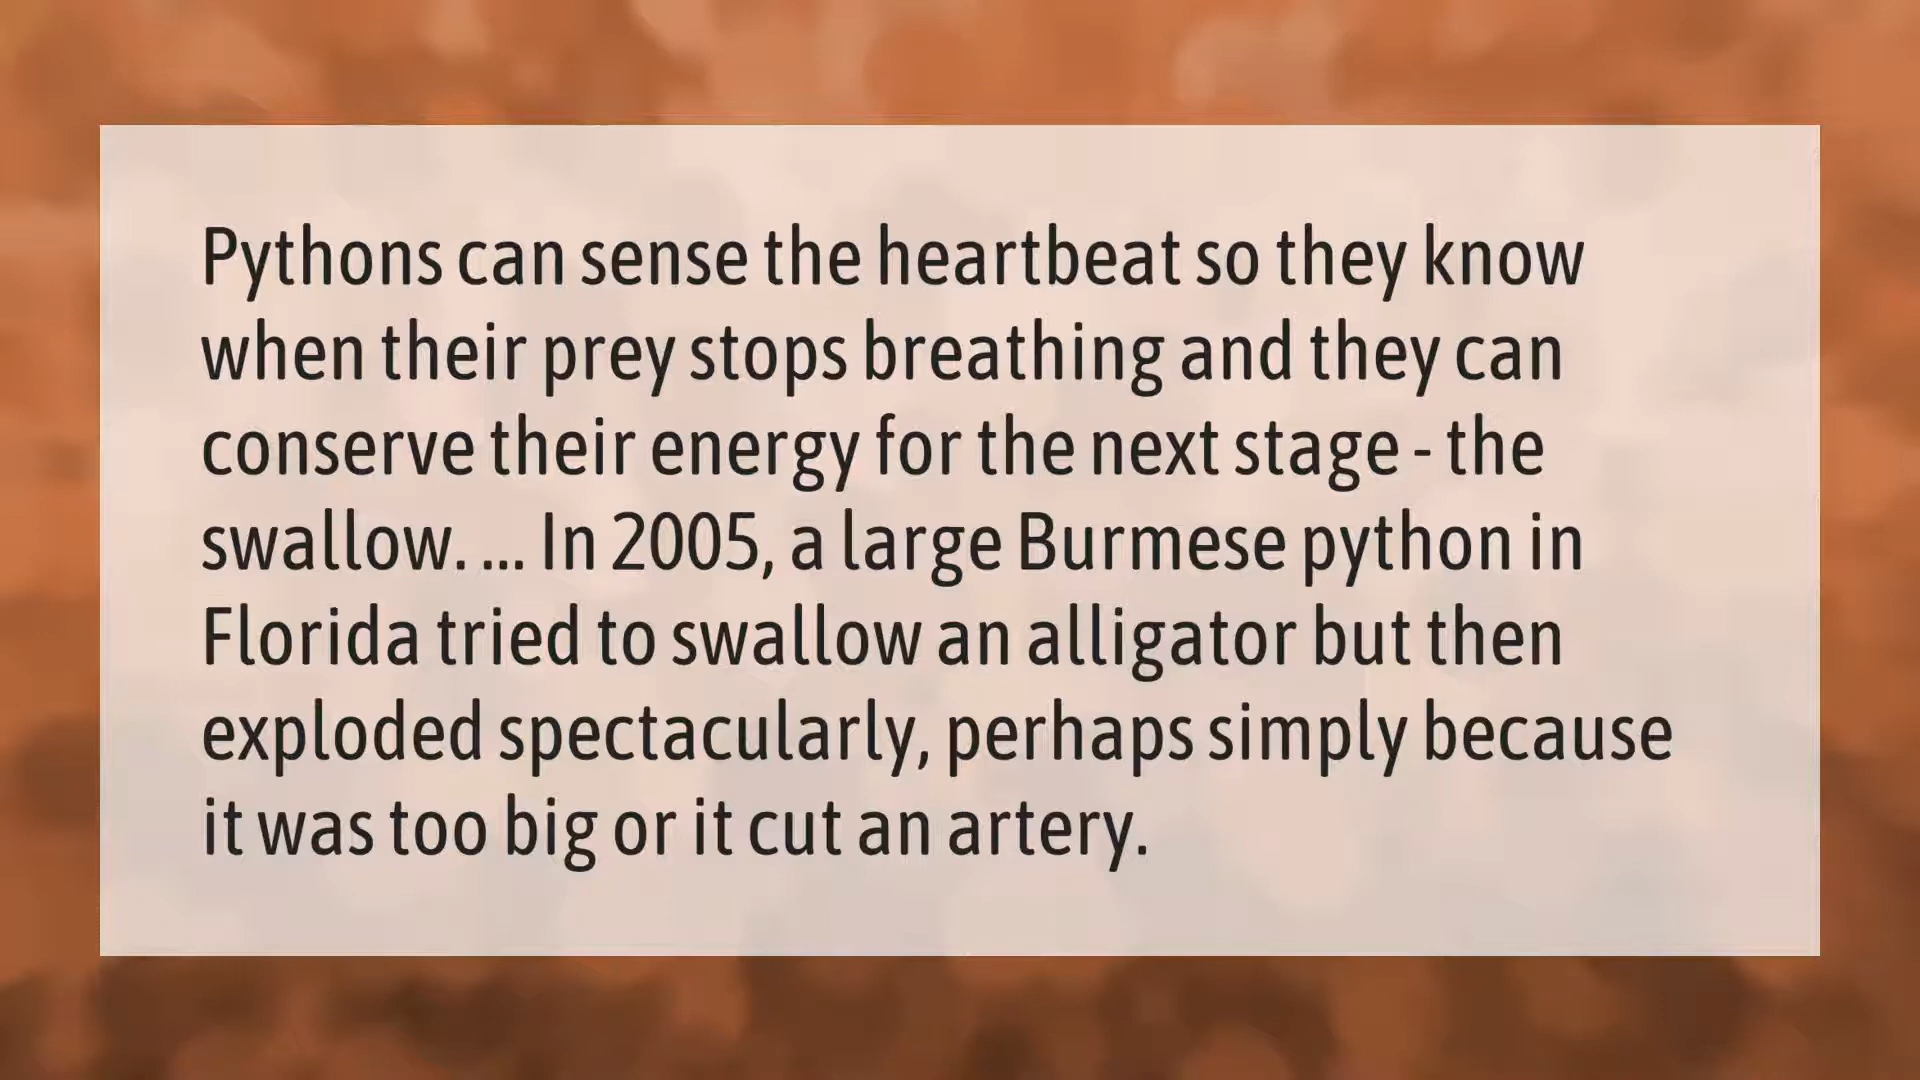 Pythons can sense the heartbeat so they know
when their prey stops breathing and they can
conserve their energy for the next stage - the
swallow. ... In 2005, a large Burmese python in
Florida tried to swallow an alligator but then
exploded spectacularly, perhaps simply because
it was too big or it cut an artery.